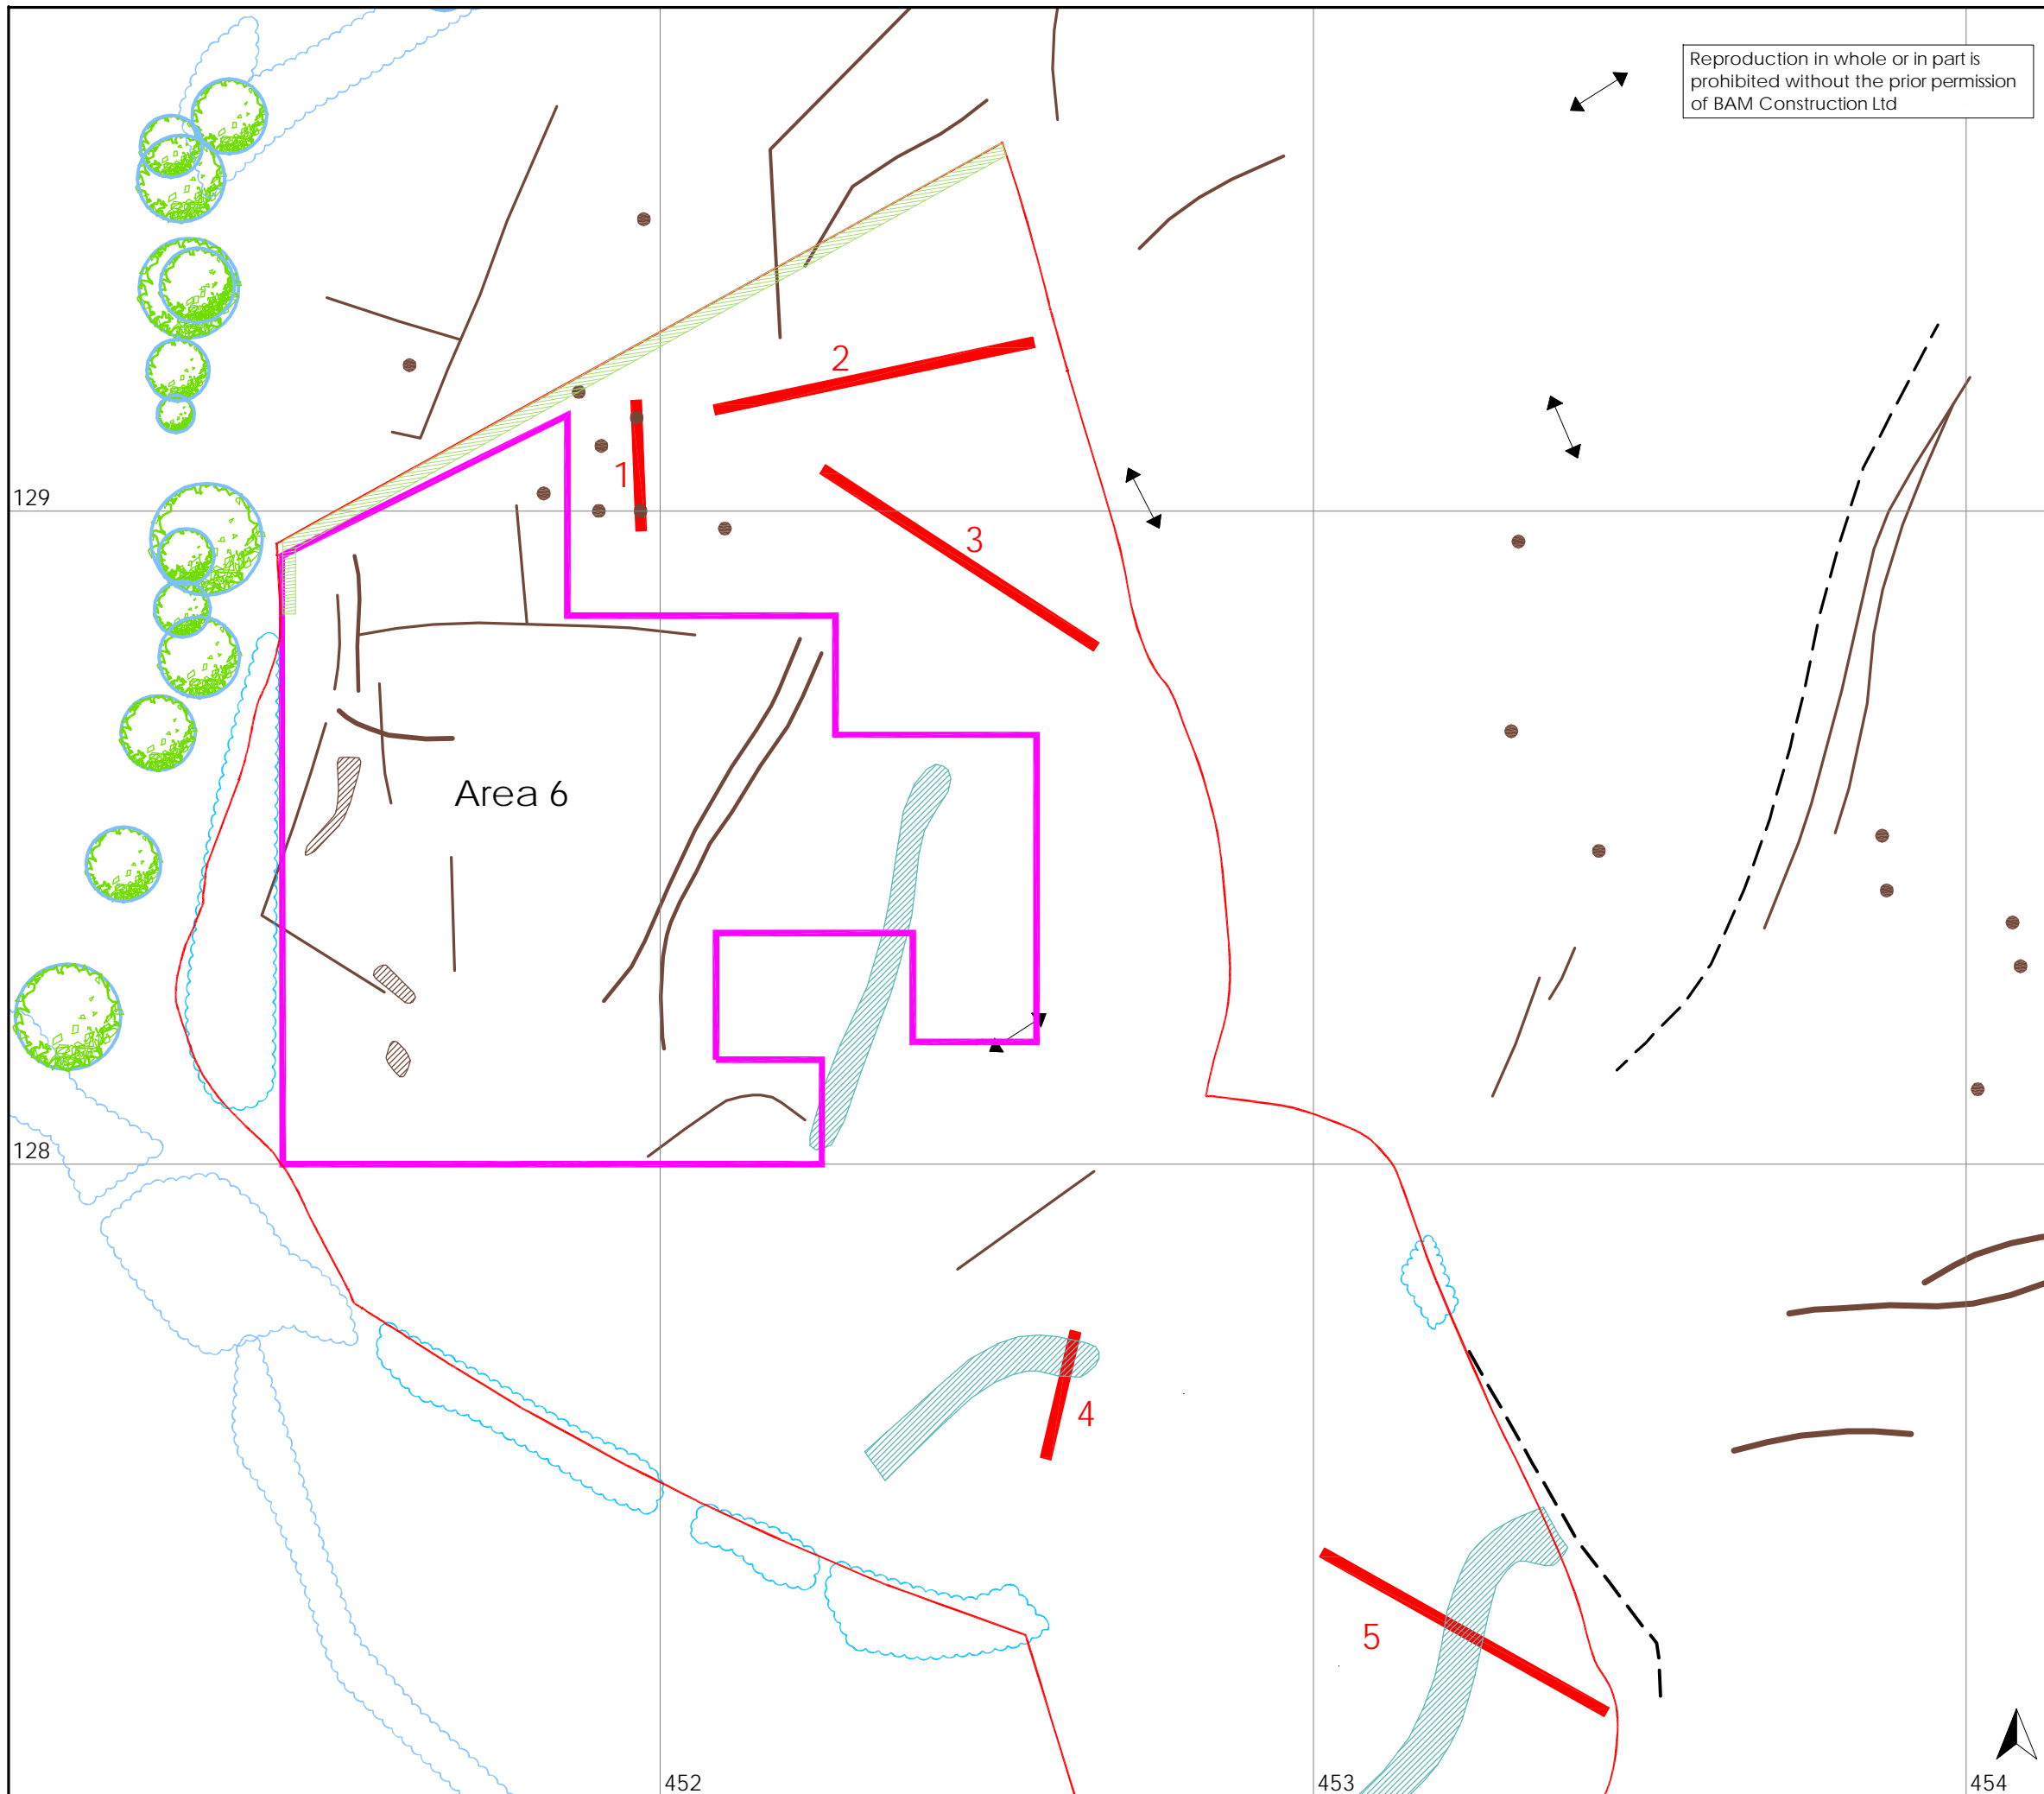 Reproduction in whole or in part is
prohibited without the prior permission
of BAM Construction Ltd
2
1
129
3
Area 6
128
4
5
452
453
454